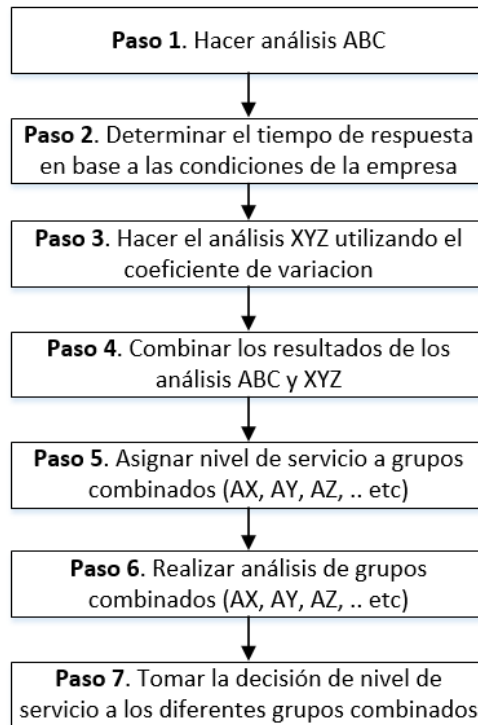 Paso 1. Hacer análisis ABC
Paso 2. Determinar el tiempo de respuesta
en base a las condiciones de la empresa
Paso 3. Hacer el análisis XYZ utilizando el
coeficiente de variacion
Paso 4. Combinar los resultados de los
análisis ABC y XYZ
Paso 5. Asignar nivel de servicio a grupos
combinados (AX, AY, AZ, .. etc)
Paso 6. Realizar análisis de grupos
combinados (AX, AY, AZ, .. etc)
Paso 7. Tomar la decisión de nivel de
servicio a los diferentes grupos combinados